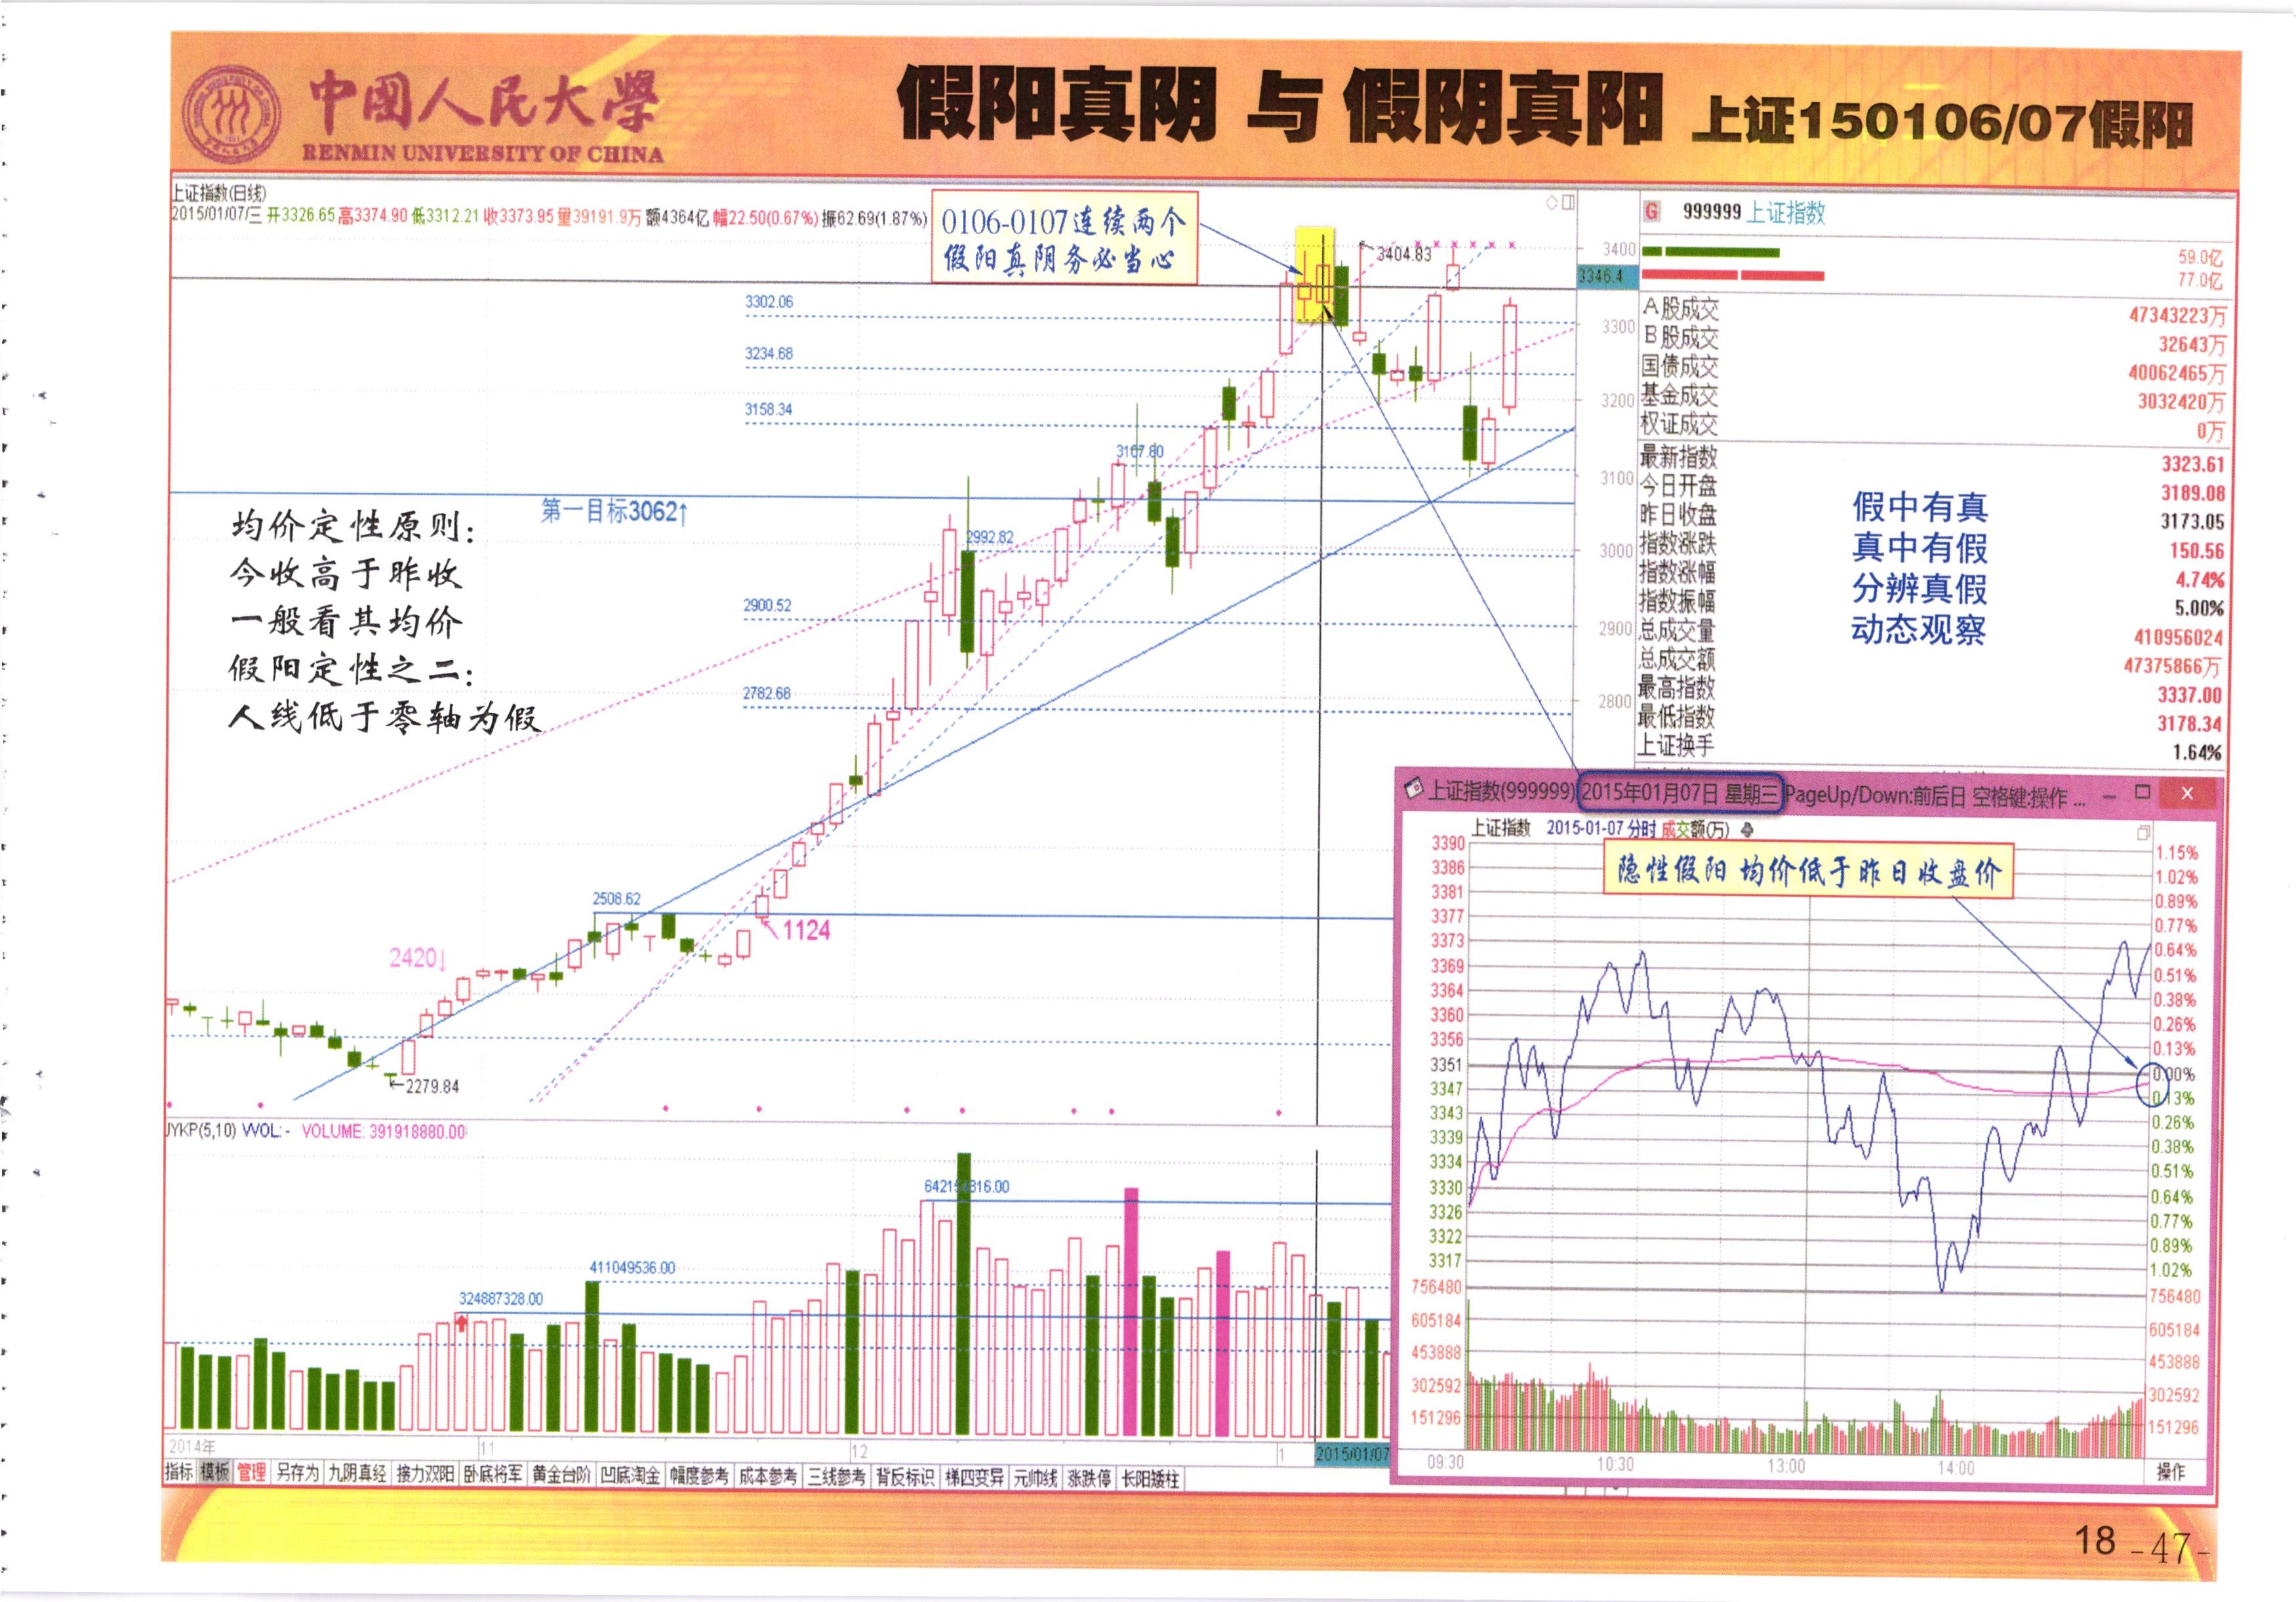 中国人民大學
RENMIN UNIVERSITY OF CHINA
假阳真阴 与 假阴真阳 上证150106/07假阳
上证指数(日线)
2015/01/07/三 开3326.65 高3374.90 低3312.21 收3373.95 量39191.9万 额4364亿 幅22.50(0.67%) 振62.69(1.87%)
0106-0107连续两个
假阳真阴务必当心
3404.83
3400
3346.4
3300
3200
3100
3000
2900
2800
3302.06
3234.68
3158.34
3107.80
第一目标3062↑
2992.82
2900.52
2782.68
2508.62
2420↓
1124
←2279.84
均价定性原则：
今收高于昨收
一般看其均价
假阳定性之二：
人线低于零轴为假
G 999999 上证指数
59.0亿
77.0亿
A股成交 47343223万
B股成交 32643万
国债成交 40062465万
基金成交 3032420万
权证成交 0万
最新指数 3323.61
今日开盘 3189.08
昨日收盘 3173.05
指数涨跌 150.56
指数涨幅 4.74%
指数振幅 5.00%
总成交量 410956024
总成交额 47375866万
最高指数 3337.00
最低指数 3178.34
上证换手 1.64%
假中有真
真中有假
分辨真假
动态观察
JYKP(5,10) VVOL: - VOLUME: 391918880.00
324887328.00
411049536.00
2014年
11
12
1
2015/01/07
指标 模板 管理 另存为 九阴真经 接力双阳 卧底将军 黄金台阶 凹底淘金 幅度参考 成本参考 三线参考 背反标识 梯四变异 元帅线 涨跌停 长阳矮柱
上证指数(999999) 2015年01月07日 星期三 PageUp/Down:前后日 空格键:操作 ...
上证指数 2015-01-07 分时 成交额(万)
隐性假阳 均价低于昨日收盘价
3390 1.15%
3386 1.02%
3381 0.89%
3377 0.77%
3373 0.64%
3369 0.51%
3364 0.38%
3360 0.26%
3356 0.13%
3351 0.00%
3347 0.13%
3343 0.26%
3339 0.38%
3334 0.51%
3330 0.64%
3326 0.77%
3322 0.89%
3317 1.02%
756480 756480
605184 605184
453888 453888
302592 302592
151296 151296
09:30 10:30 13:00 14:00 操作
18 -47-